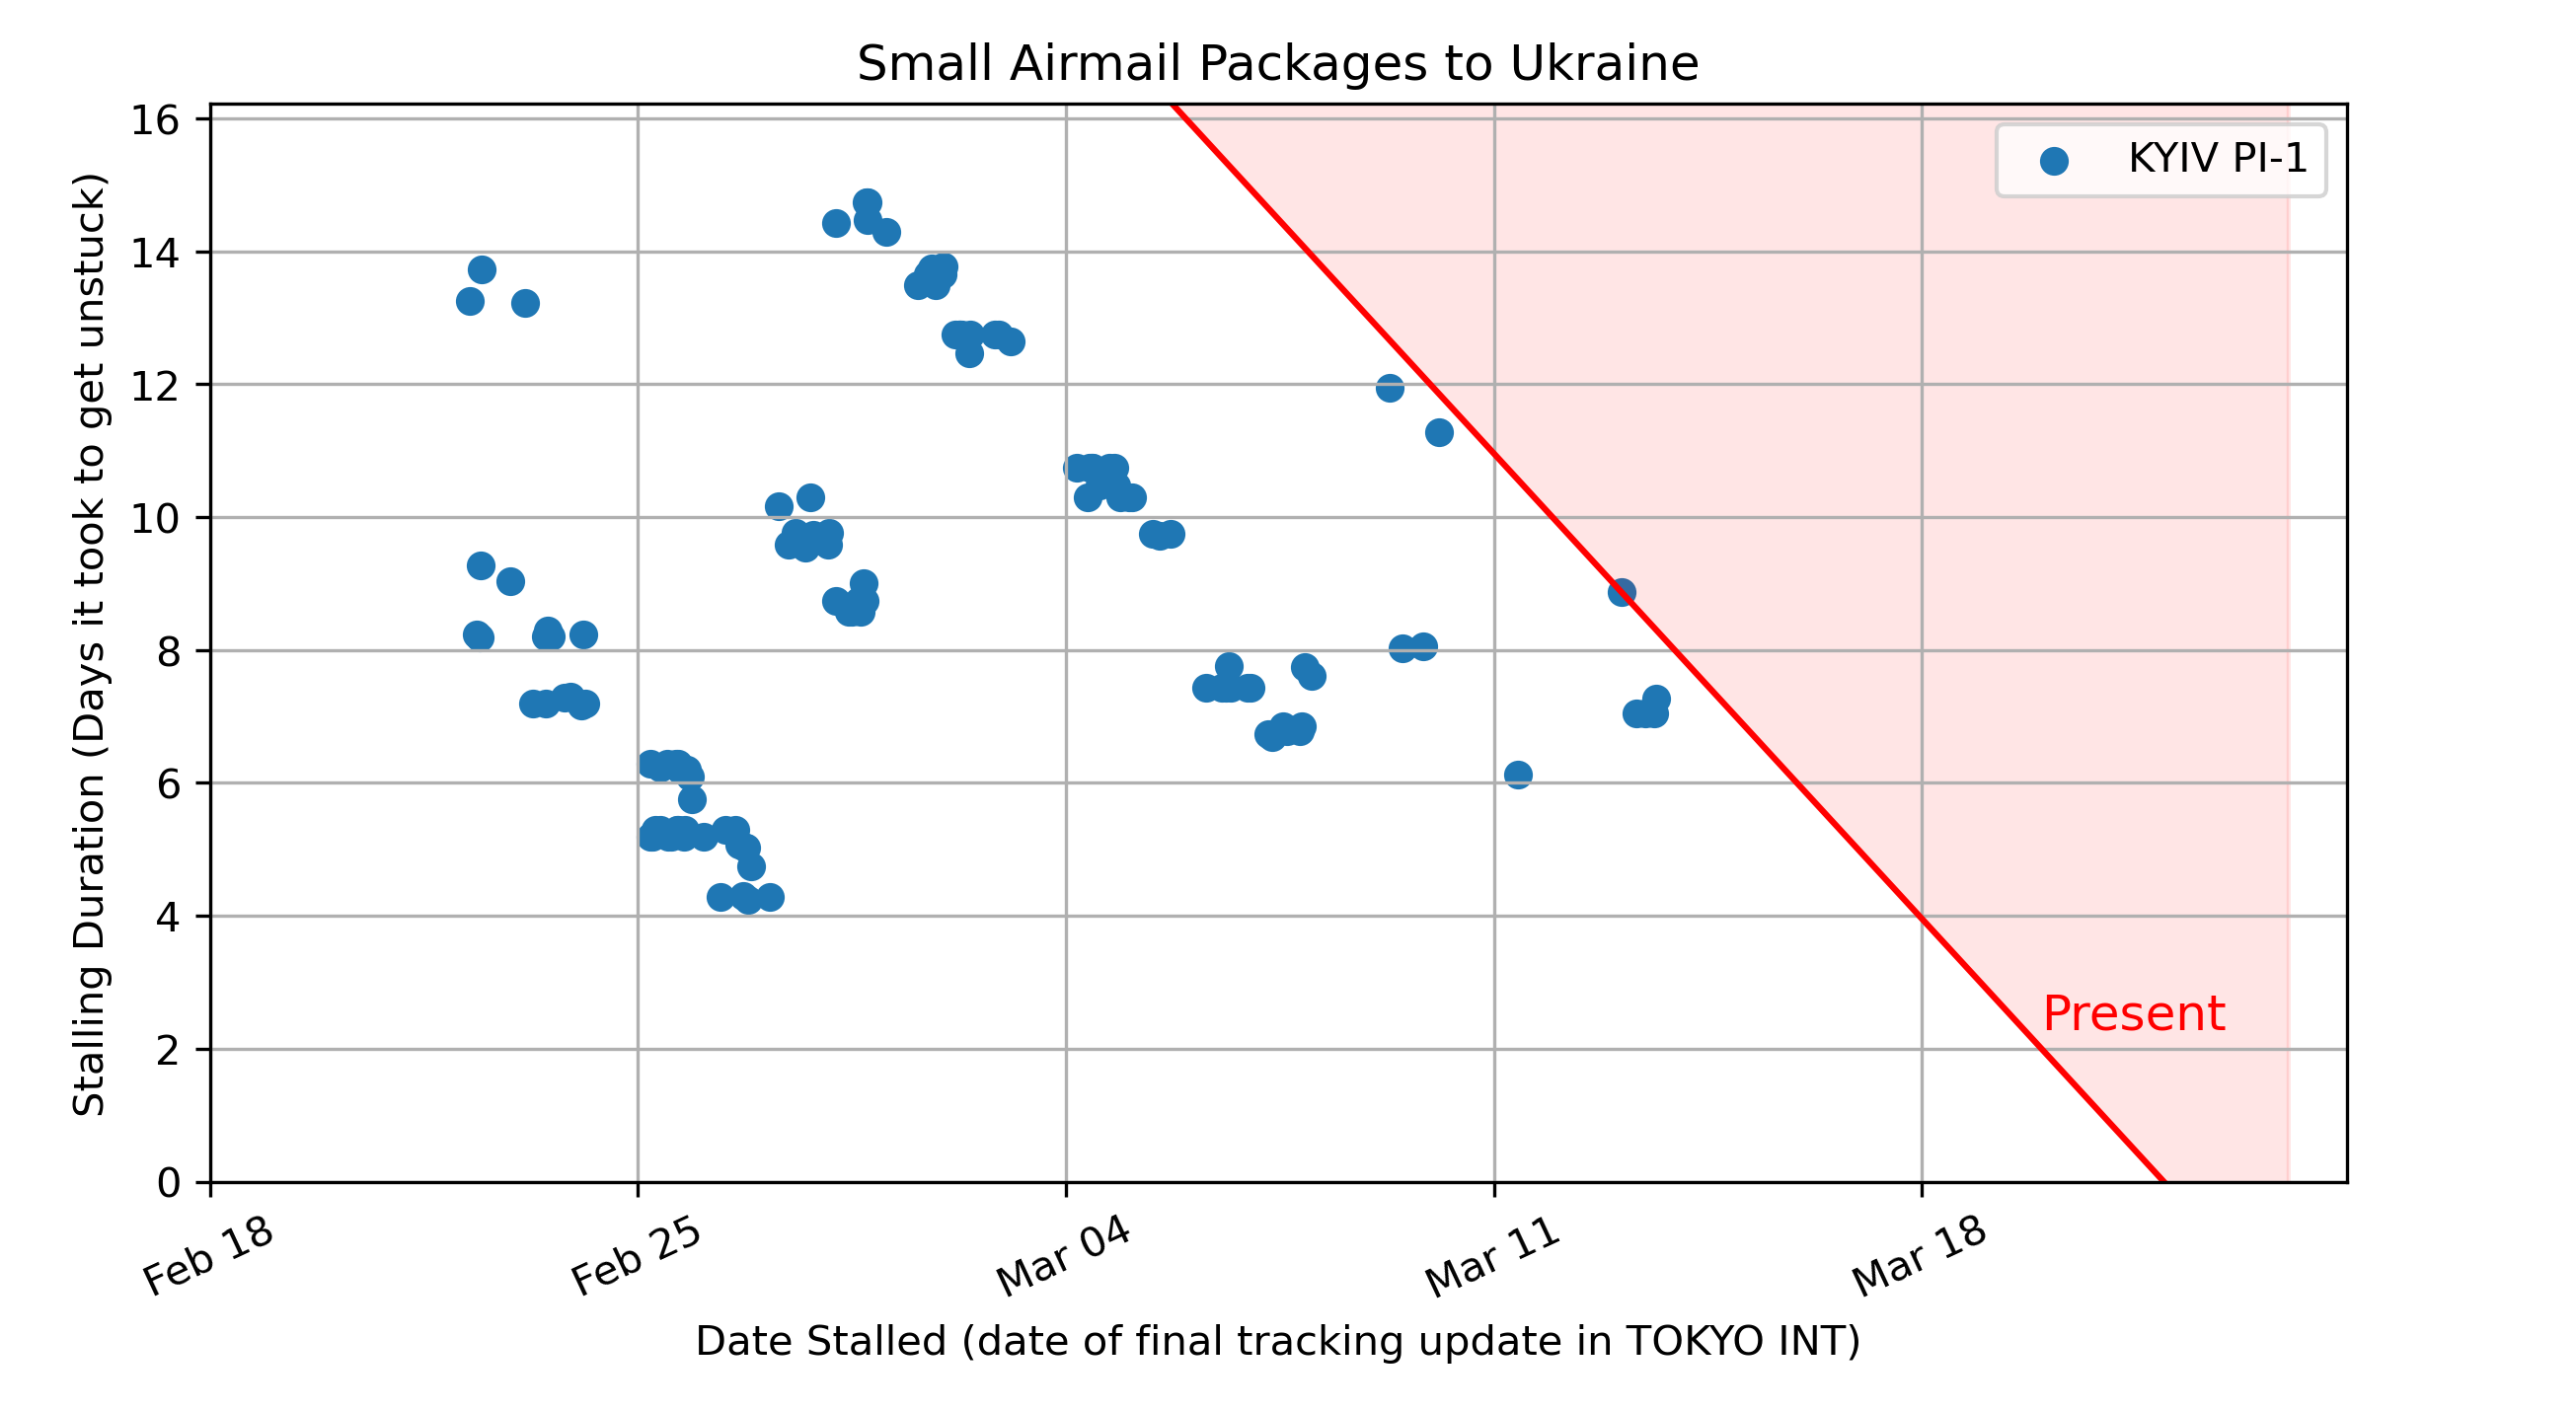 Small Airmail Packages to Ukraine
KYIV PI-1
16
14
12
10
8
6
4
2
0
Stalling Duration (Days it took to get unstuck)
Present
Feb 18
Feb 25
Mar 04
Mar 11
Mar 18
Date Stalled (date of final tracking update in TOKYO INT)